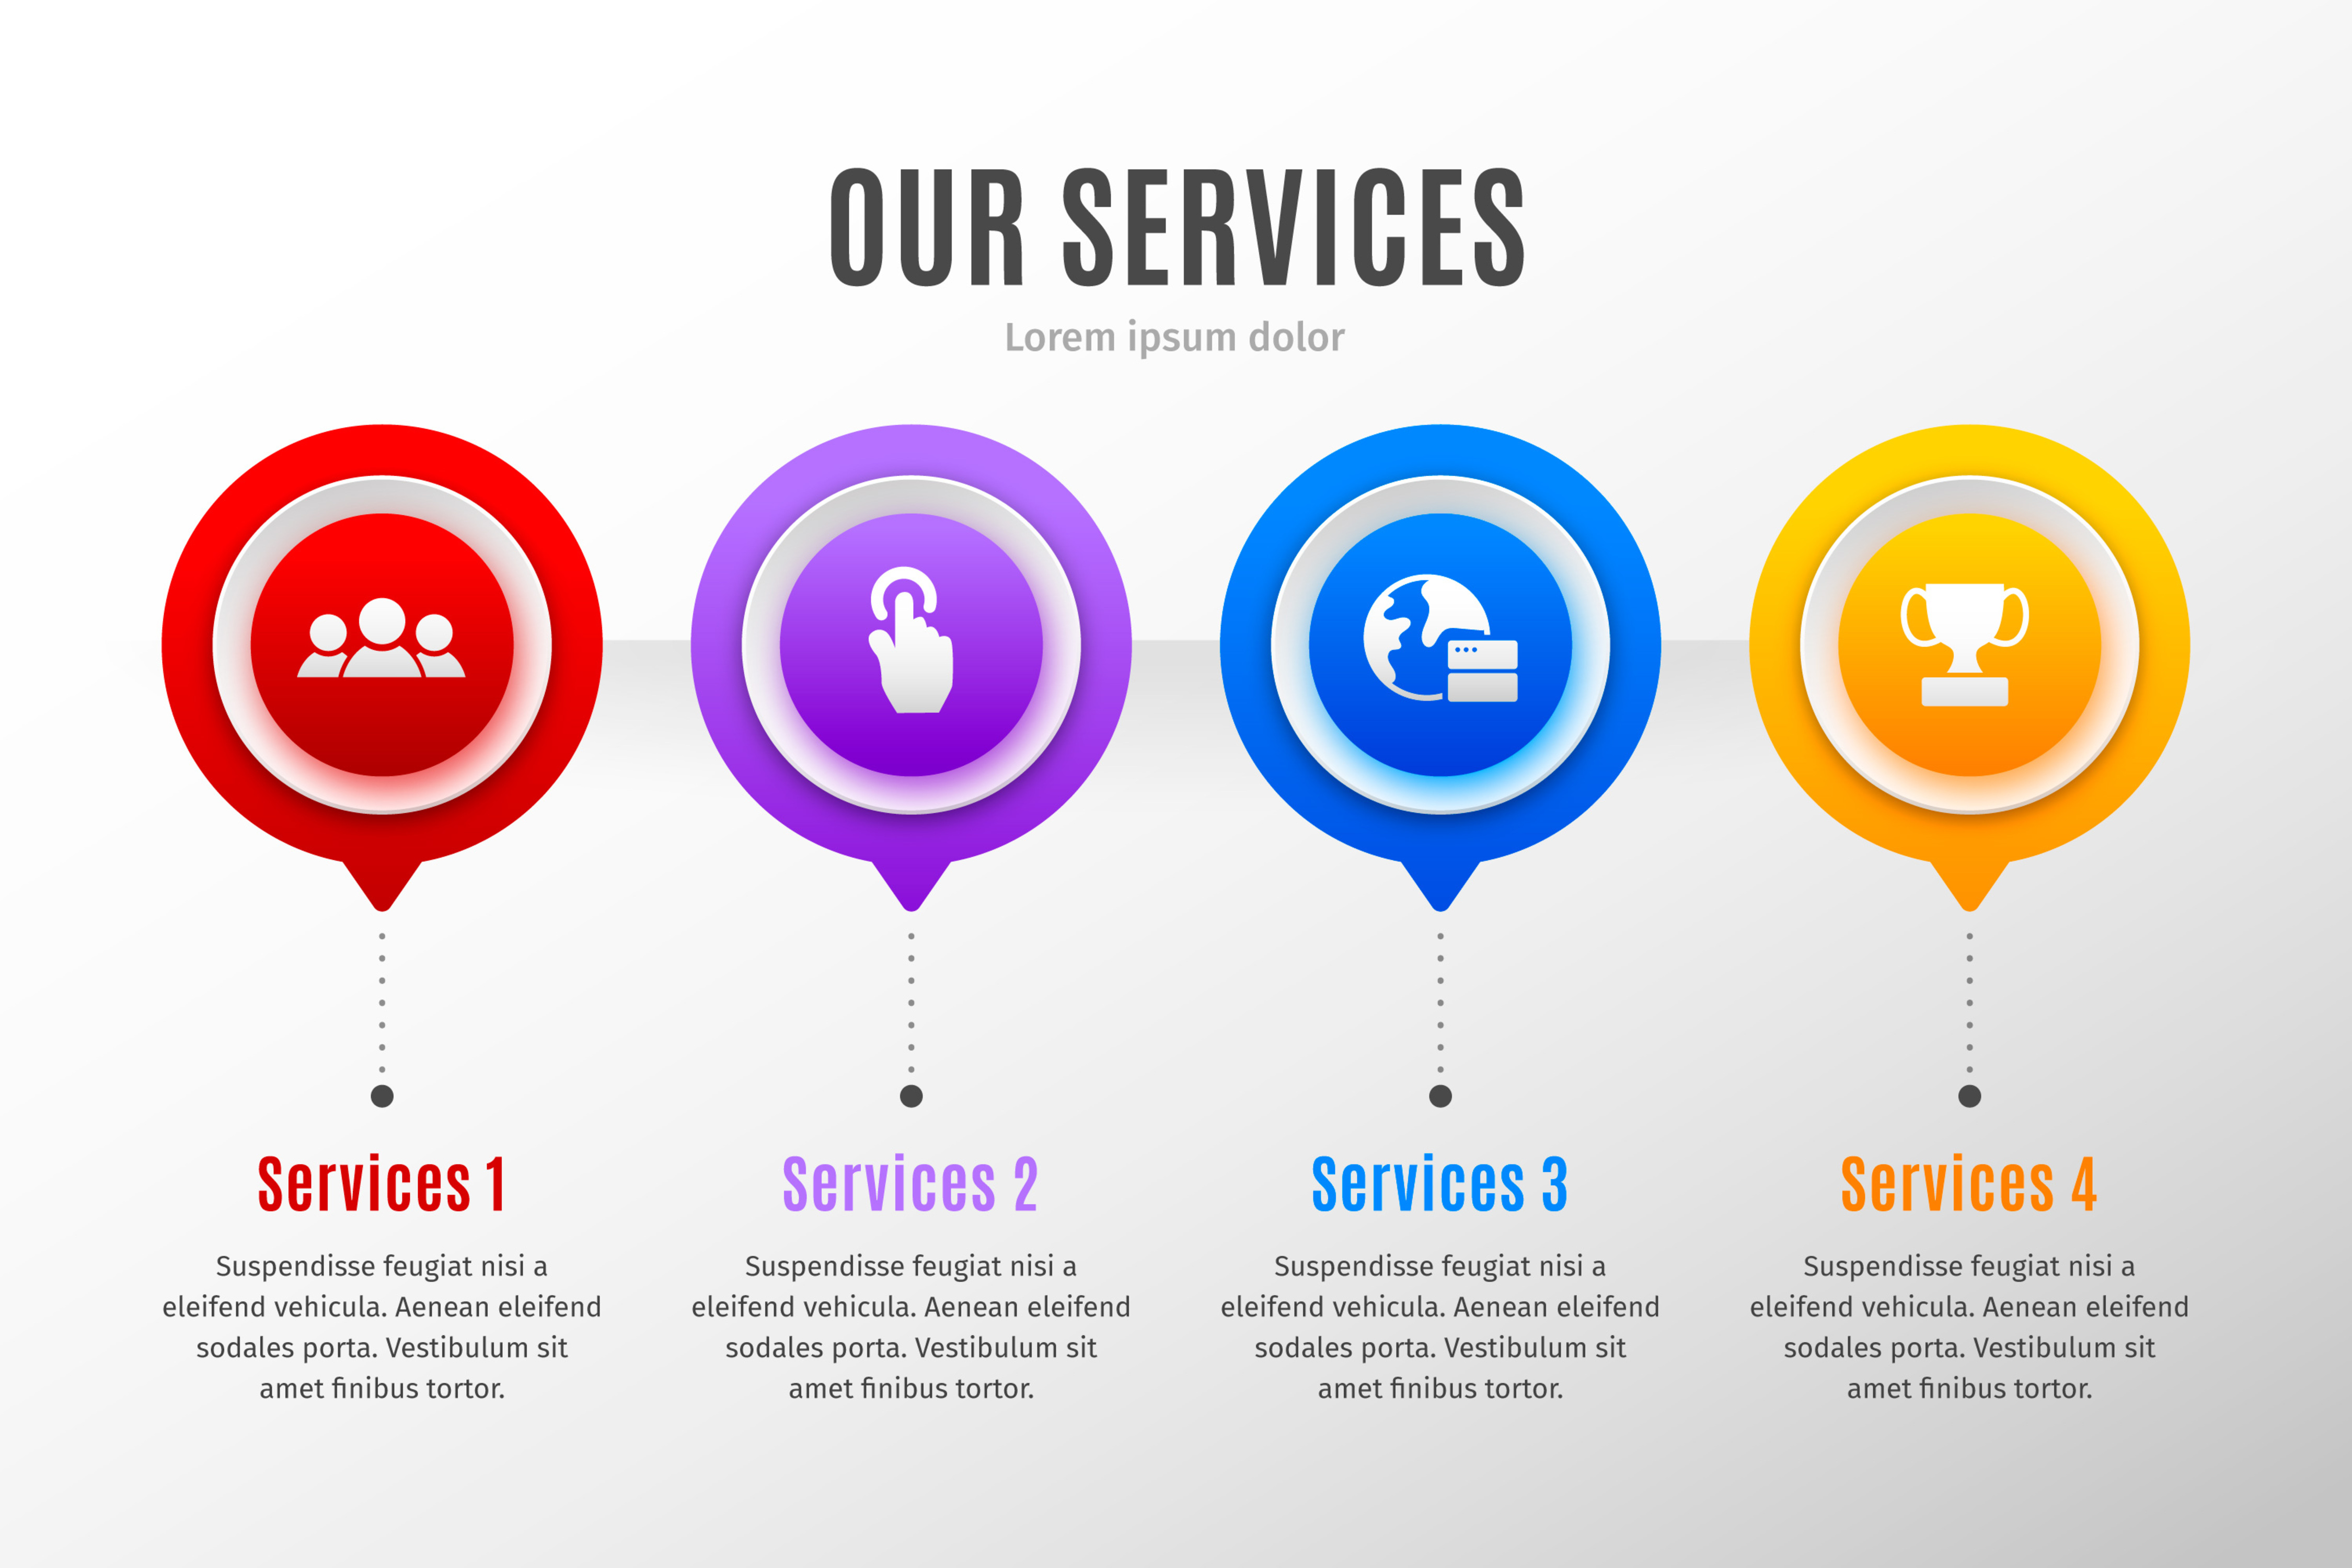 OUR SERVICES
Lorem ipsum dolor
Services 1
Suspendisse feugiat nisi a
eleifend vehicula. Aenean eleifend
sodales porta. Vestibulum sit
amet finibus tortor.
Services 2
Suspendisse feugiat nisi a
eleifend vehicula. Aenean eleifend
sodales porta. Vestibulum sit
amet finibus tortor.
Services 3
Suspendisse feugiat nisi a
eleifend vehicula. Aenean eleifend
sodales porta. Vestibulum sit
amet finibus tortor.
Services 4
Suspendisse feugiat nisi a
eleifend vehicula. Aenean eleifend
sodales porta. Vestibulum sit
amet finibus tortor.